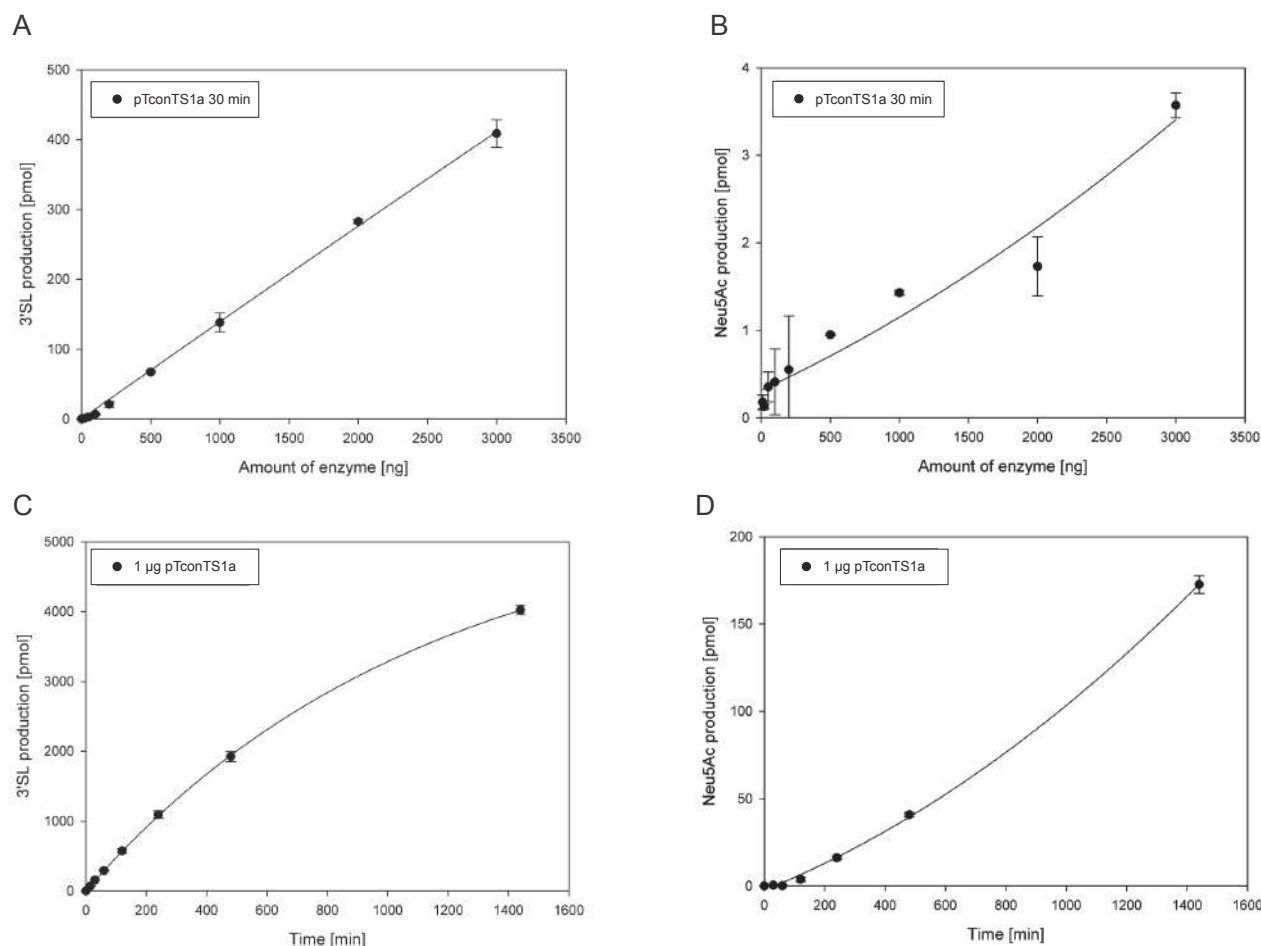 A
500
400
300
200
100
0
3'SL production [pmol]
pTconTS1a 30 min
0 500 1000 1500 2000 2500 3000 3500
Amount of enzyme [ng]
B
4
3
2
1
0
Neu5Ac production [pmol]
pTconTS1a 30 min
0 500 1000 1500 2000 2500 3000 3500
Amount of enzyme [ng]
C
5000
4000
3000
2000
1000
0
3'SL production [pmol]
1 µg pTconTS1a
0 200 400 600 800 1000 1200 1400 1600
Time [min]
D
200
150
100
50
0
Neu5Ac production [pmol]
1 µg pTconTS1a
0 200 400 600 800 1000 1200 1400 1600
Time [min]